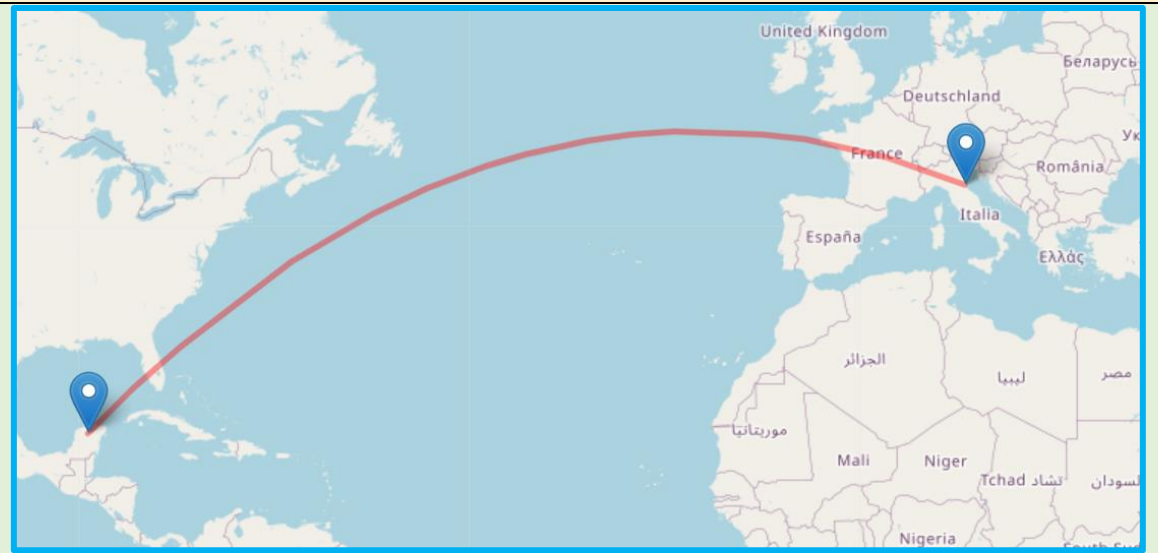 United Kingdom
Беларусь
Deutschland
Ук
France
România
Italia
España
Ελλάς
الجزائر
ليبيا
مصر
موريتانيا
Mali
Niger
Tchad تشاد
السودان
Nigeria